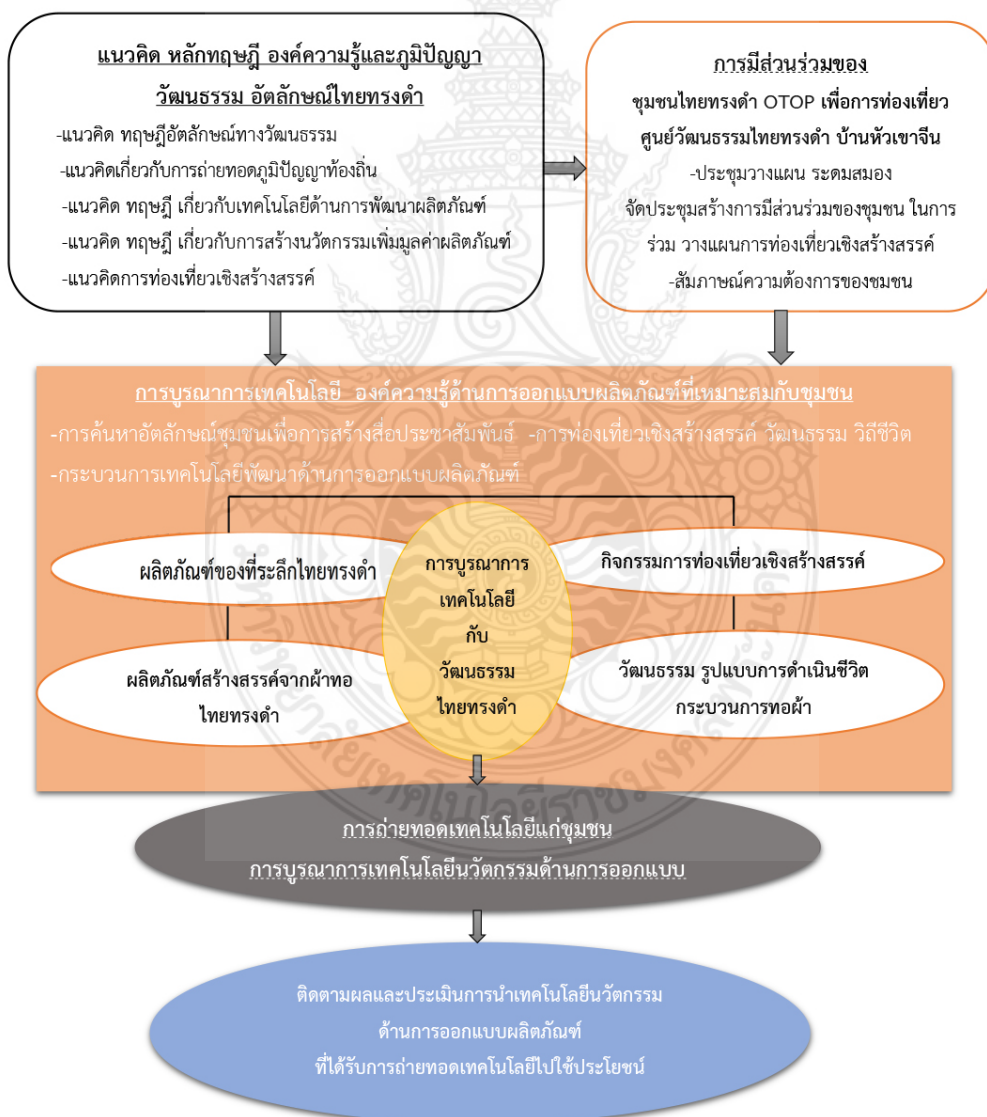 แนวคิด หลักทฤษฎี องค์ความรู้และภูมิปัญญา
วัฒนธรรม อัตลักษณ์ไทยทรงดำ
-แนวคิด ทฤษฎีอัตลักษณ์ทางวัฒนธรรม
-แนวคิดเกี่ยวกับการถ่ายทอดภูมิปัญญาท้องถิ่น
-แนวคิด ทฤษฎี เกี่ยวกับเทคโนโลยีด้านการพัฒนาผลิตภัณฑ์
-แนวคิด ทฤษฎี เกี่ยวกับการสร้างนวัตกรรมเพิ่มมูลค่าผลิตภัณฑ์
-แนวคิดการท่องเที่ยวเชิงสร้างสรรค์
การมีส่วนร่วมของ
ชุมชนไทยทรงดำ OTOP เพื่อการท่องเที่ยว
ศูนย์วัฒนธรรมไทยทรงดำ บ้านหัวเขาจีน
-ประชุมวางแผน ระดมสมอง
จัดประชุมสร้างการมีส่วนร่วมของชุมชน ในการ
ร่วม วางแผนการท่องเที่ยวเชิงสร้างสรรค์
-สัมภาษณ์ความต้องการของชมชน
การบูรณาการเทคโนโลยี องค์ความรู้ด้านการออกแบบผลิตภัณฑ์ที่เหมาะสมกับชุมชน
-การค้นหาอัตลักษณ์ชุมชนเพื่อการสร้างสื่อประชาสัมพันธ์ -การท่องเที่ยวเชิงสร้างสรรค์ วัฒนธรรม วิถีชีวิต
-กระบวนการเทคโนโลยีพัฒนาด้านการออกแบบผลิตภัณฑ์
ผลิตภัณฑ์ของที่ระลึกไทยทรงดำ
ผลิตภัณฑ์สร้างสรรค์จากผ้าทอ
ไทยทรงดำ
การบูรณาการ
เทคโนโลยี
กับ
วัฒนธรรม
ไทยทรงดำ
กิจกรรมการท่องเที่ยวเชิงสร้างสรรค์
วัฒนธรรม รูปแบบการดำเนินชีวิต
กระบวนการทอผ้า
การถ่ายทอดเทคโนโลยีแก่ชุมชน
การบูรณาการเทคโนโลยีนวัตกรรมด้านการออกแบบ
ติดตามผลและประเมินการนำเทคโนโลยีนวัตกรรม
ด้านการออกแบบผลิตภัณฑ์
ที่ได้รับการถ่ายทอดเทคโนโลยีไปใช้ประโยชน์